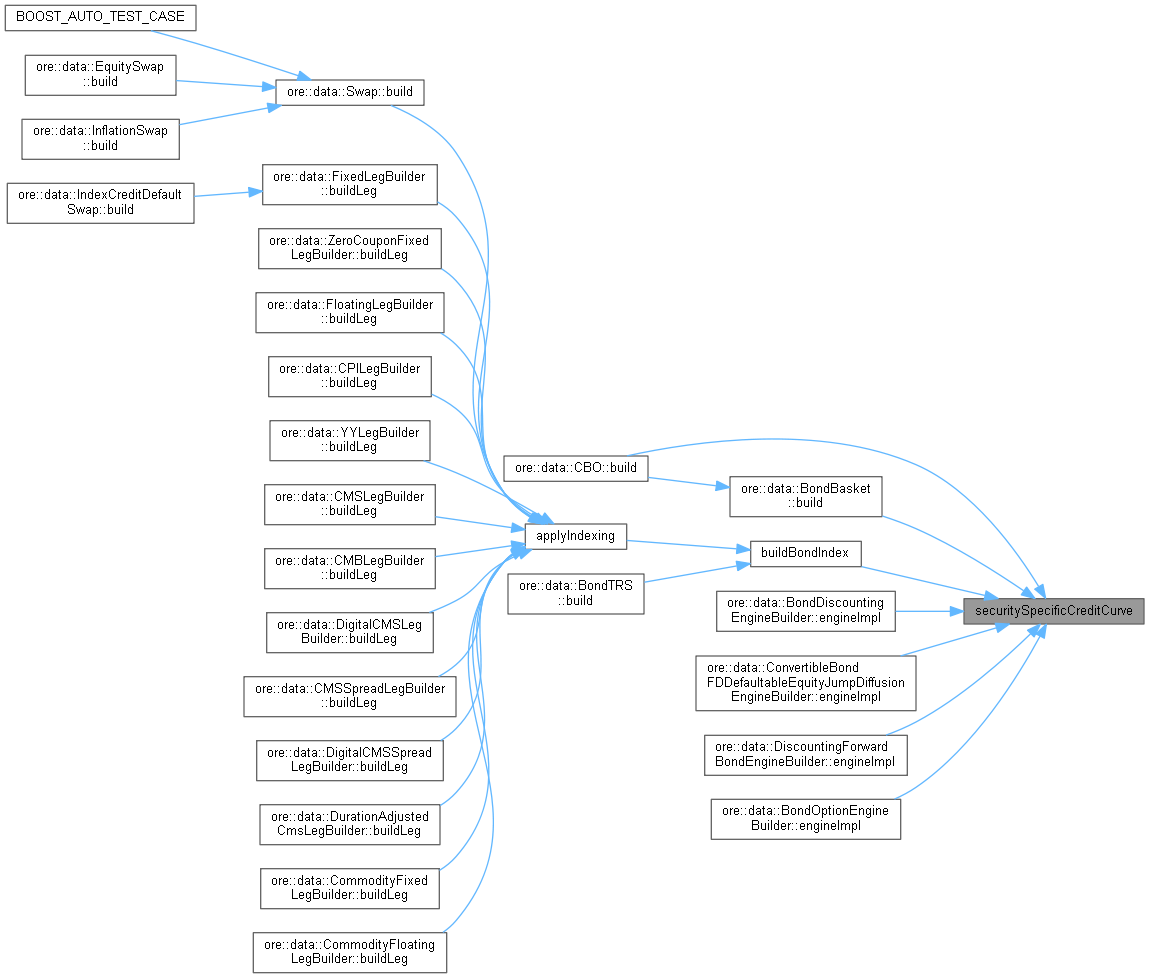 BOOST_AUTO_TEST_CASE
ore::data::EquitySwap
::build
ore::data::Swap::build
ore::data::InflationSwap
::build
ore::data::FixedLegBuilder
::buildLeg
ore::data::IndexCreditDefault
Swap::build
ore::data::ZeroCouponFixed
LegBuilder::buildLeg
ore::data::FloatingLegBuilder
::buildLeg
ore::data::CPILegBuilder
::buildLeg
ore::data::YYLegBuilder
::buildLeg
ore::data::CMSLegBuilder
::buildLeg
ore::data::CMBLegBuilder
::buildLeg
ore::data::DigitalCMSLeg
Builder::buildLeg
ore::data::CMSSpreadLegBuilder
::buildLeg
ore::data::DigitalCMSSpread
LegBuilder::buildLeg
ore::data::DurationAdjusted
CmsLegBuilder::buildLeg
ore::data::CommodityFixed
LegBuilder::buildLeg
ore::data::CommodityFloating
LegBuilder::buildLeg
ore::data::CBO::build
applyIndexing
ore::data::BondTRS
::build
ore::data::BondBasket
::build
buildBondIndex
ore::data::BondDiscounting
EngineBuilder::engineImpl
ore::data::ConvertibleBond
FDDefaultableEquityJumpDiffusion
EngineBuilder::engineImpl
ore::data::DiscountingForward
BondEngineBuilder::engineImpl
ore::data::BondOptionEngine
Builder::engineImpl
securitySpecificCreditCurve